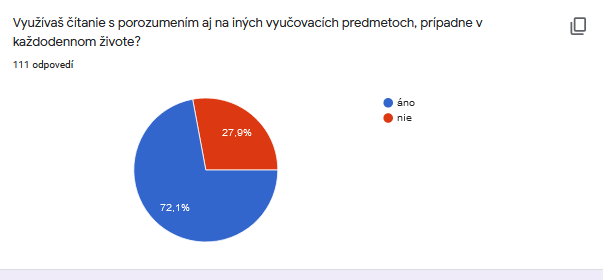 Využívaš čítanie s porozumením aj na iných vyučovacích predmetoch, prípadne v
každodennom živote?
111 odpovedí
áno
nie
27,9%
72,1%